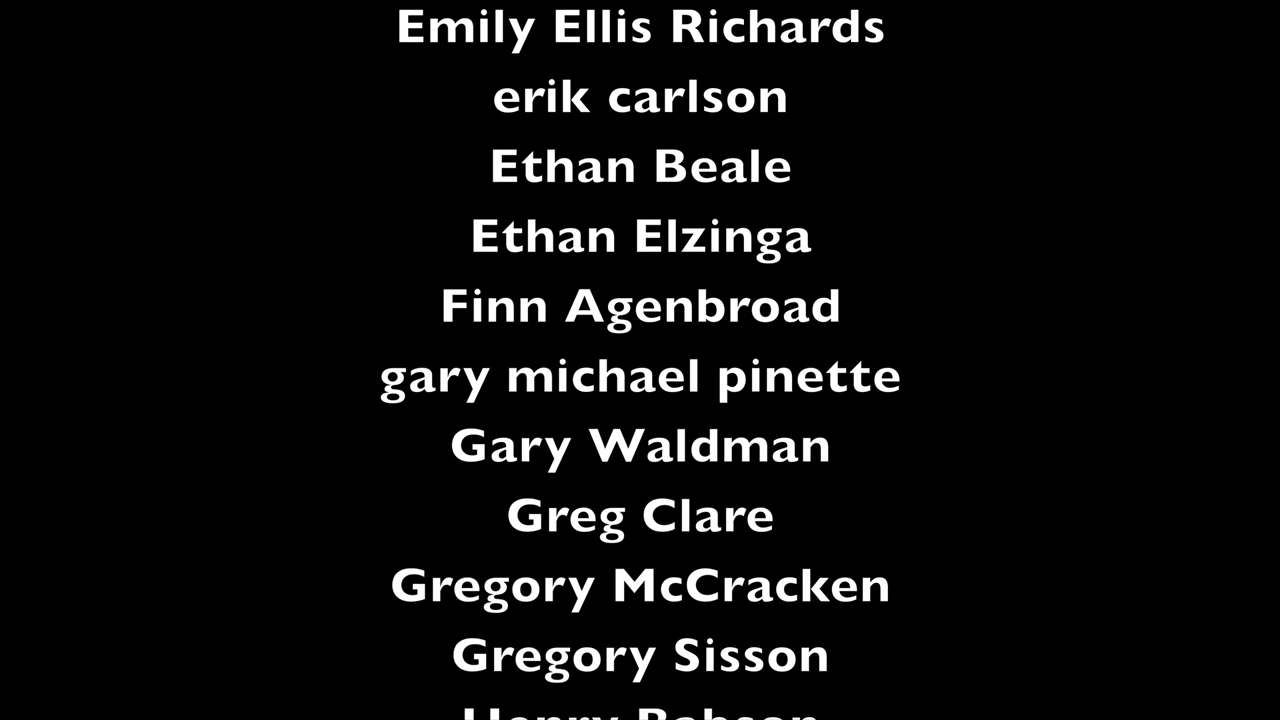 Emily Ellis Richards
erik carlson
Ethan Beale
Ethan Elzinga
Finn Agenbroad
gary michael pinette
Gary Waldman
Greg Clare
Gregory McCracken
Gregory Sisson
Henry